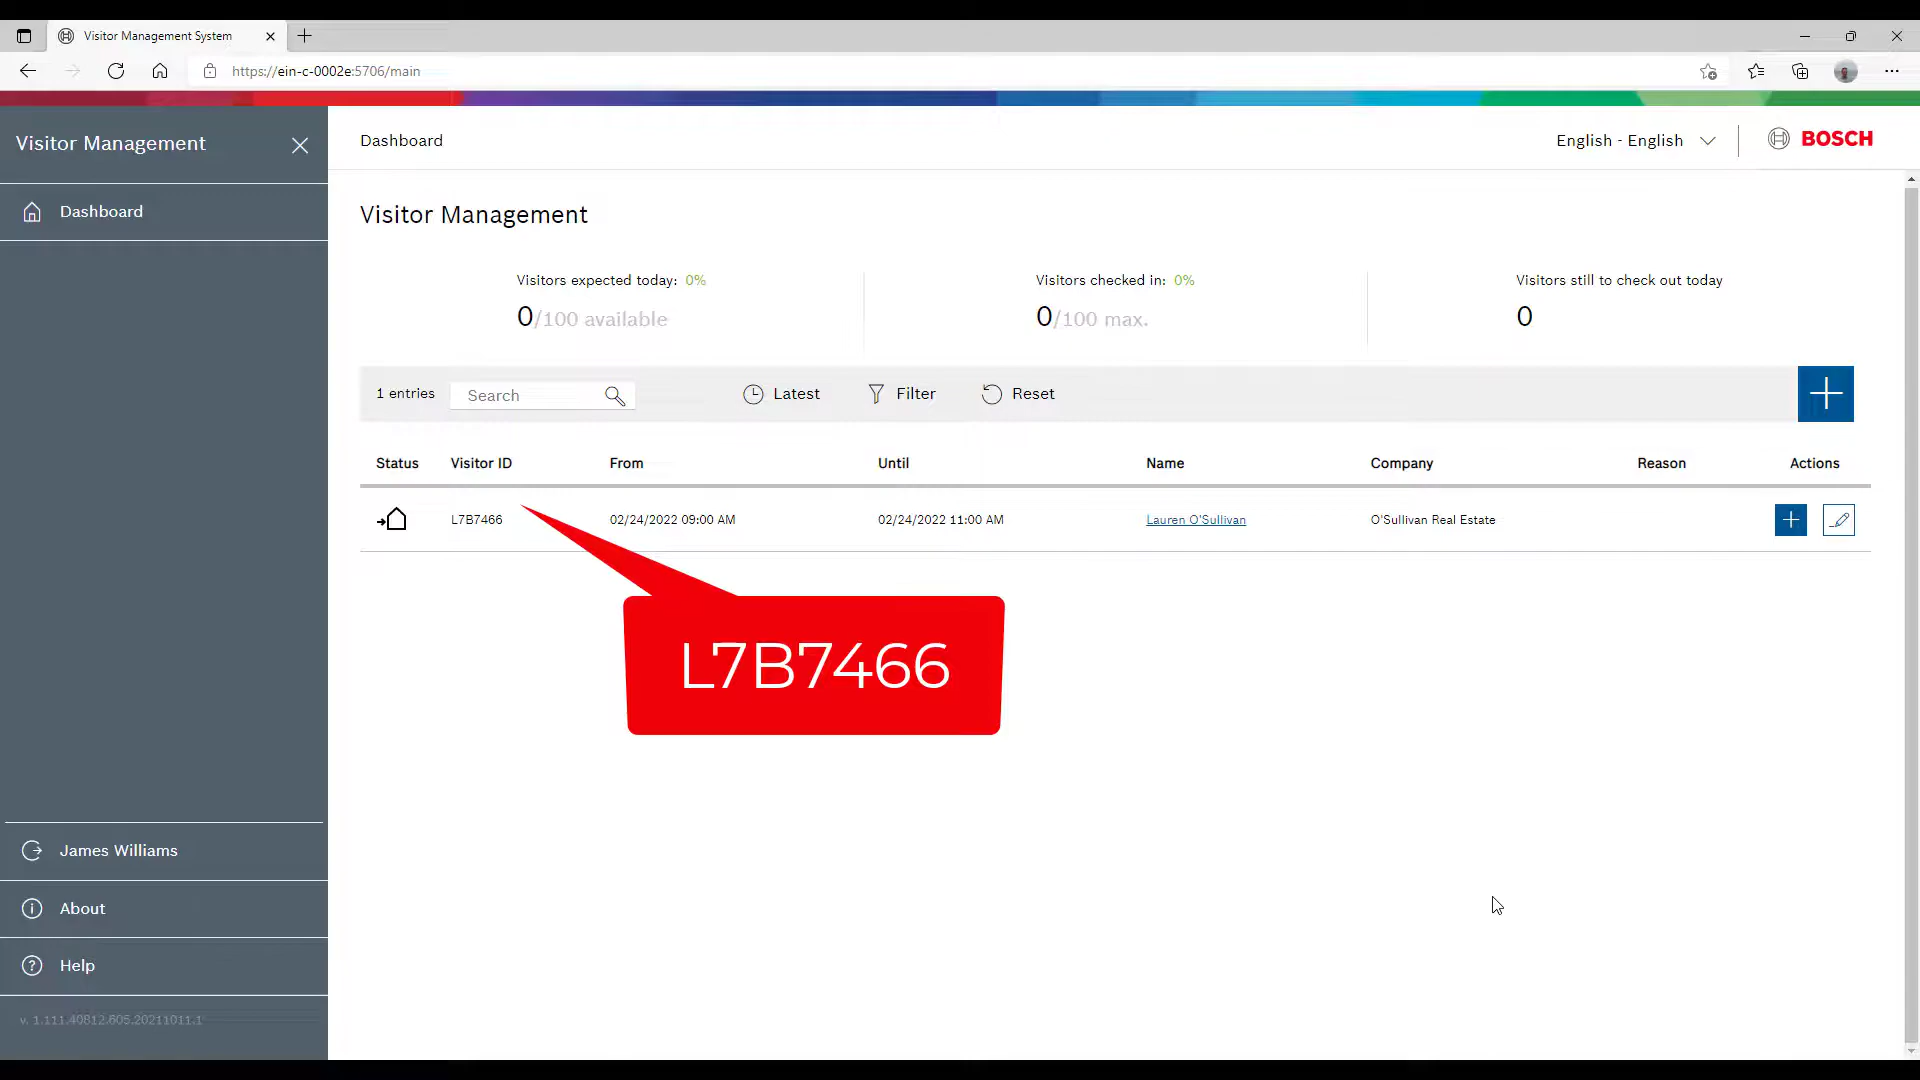 Visitor Management System
https://ein-c-0002e:5706/main
Visitor Management
Dashboard
English - English
BOSCH
Dashboard
Visitor Management
Visitors expected today: 0%
0/100 available
Visitors checked in: 0%
0/100 max.
Visitors still to check out today
0
1 entries
Search
Latest
Filter
Reset
Status Visitor ID From Until Name Company Reason Actions
L7B7466 02/24/2022 09:00 AM 02/24/2022 11:00 AM Lauren O'Sullivan O'Sullivan Real Estate
L7B7466
James Williams
About
Help
v. 1.111.40812.605.20211011.1